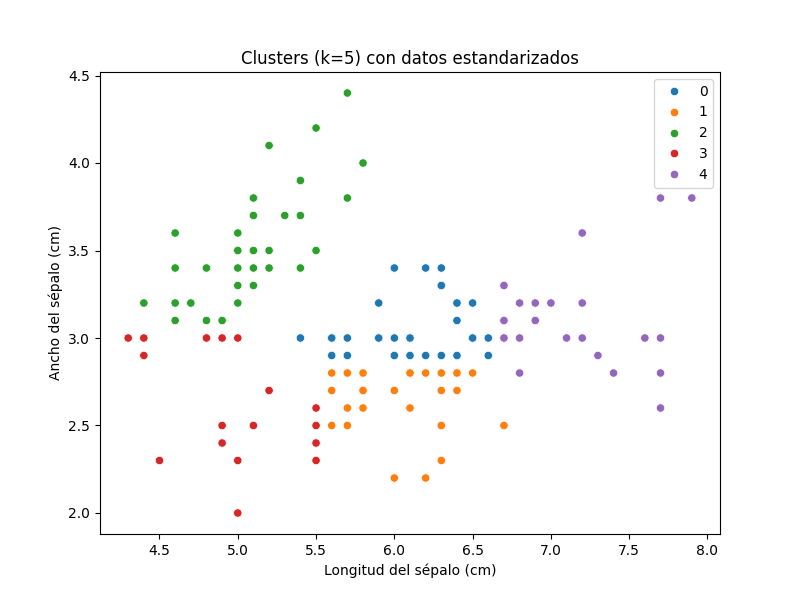 Clusters (k=5) con datos estandarizados
4.5
4.0
3.5
3.0
2.5
2.0
Ancho del sépalo (cm)
0
1
2
3
4
4.5 5.0 5.5 6.0 6.5 7.0 7.5 8.0
Longitud del sépalo (cm)